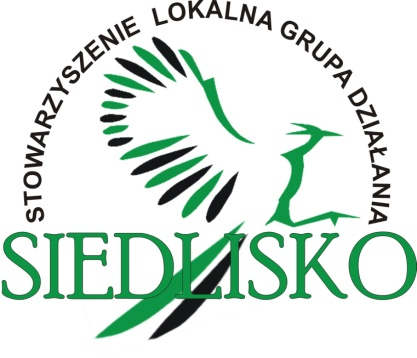 STOWARZYSZENIE LOKALNA GRUPA DZIAŁANIA
SIEDLISKO